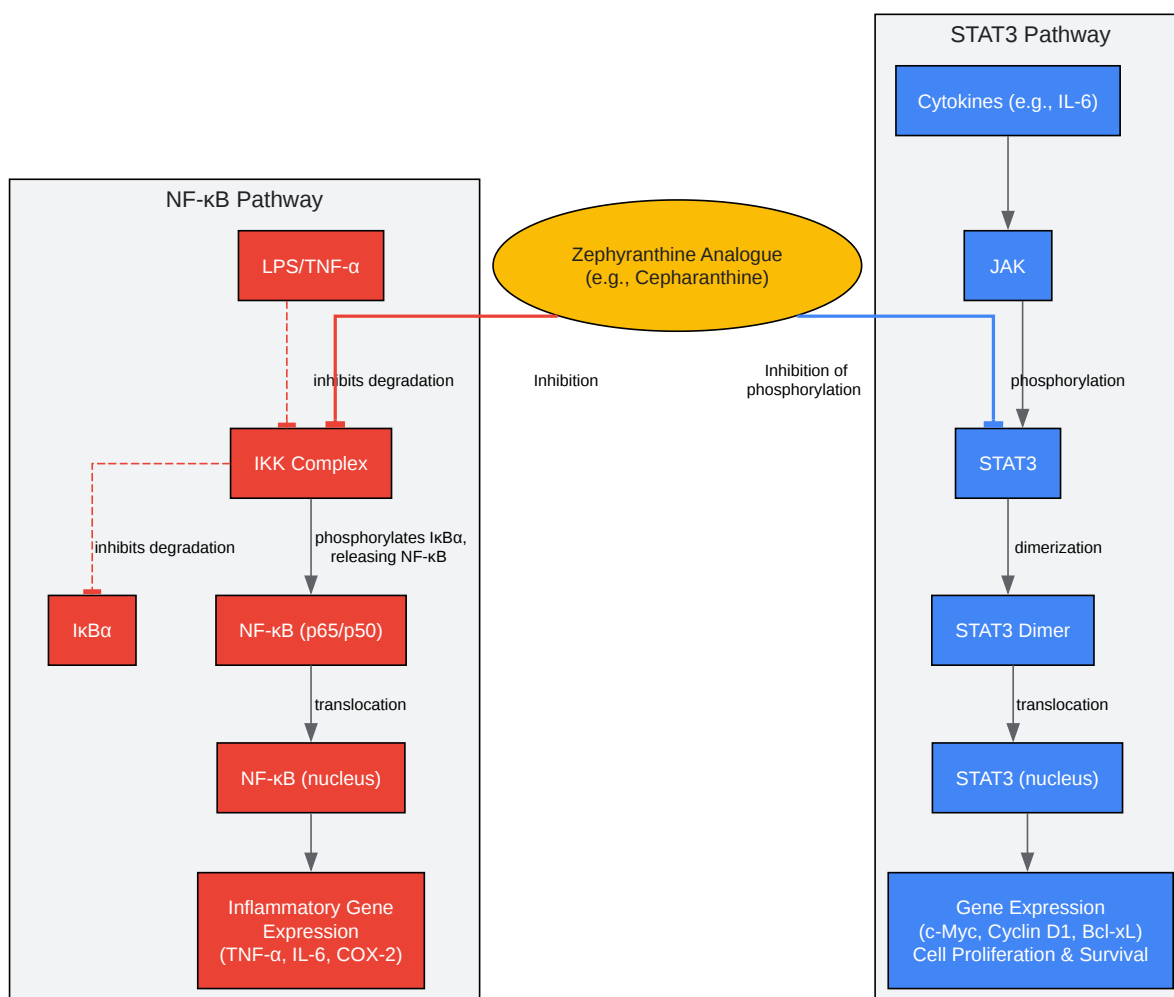 STAT3 Pathway
Cytokines (e.g., IL-6)
NF-κB Pathway
LPS/TNF-α
Zephyranthine Analogue
(e.g., Cepharanthine)
JAK
inhibits degradation
Inhibition
Inhibition of
phosphorylation
phosphorylation
IKK Complex
STAT3
inhibits degradation
phosphorylates IκBα,
releasing NF-κB
dimerization
IκBα
NF-κB (p65/p50)
STAT3 Dimer
translocation
translocation
NF-κB (nucleus)
STAT3 (nucleus)
Inflammatory Gene
Expression
(TNF-α, IL-6, COX-2)
Gene Expression
(c-Myc, Cyclin D1, Bcl-xL)
Cell Proliferation & Survival